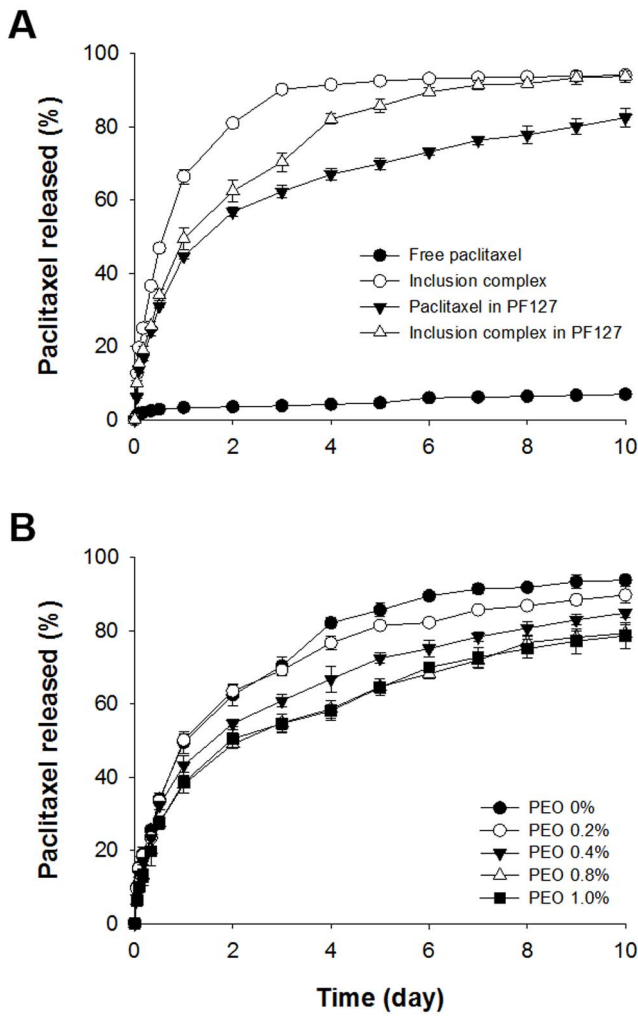 A
Paclitaxel released (%)
100
80
60
40
20
0
Free paclitaxel
Inclusion complex
Paclitaxel in PF127
Inclusion complex in PF127
0 2 4 6 8 10
B
Paclitaxel released (%)
100
80
60
40
20
0
PEO 0%
PEO 0.2%
PEO 0.4%
PEO 0.8%
PEO 1.0%
0 2 4 6 8 10
Time (day)